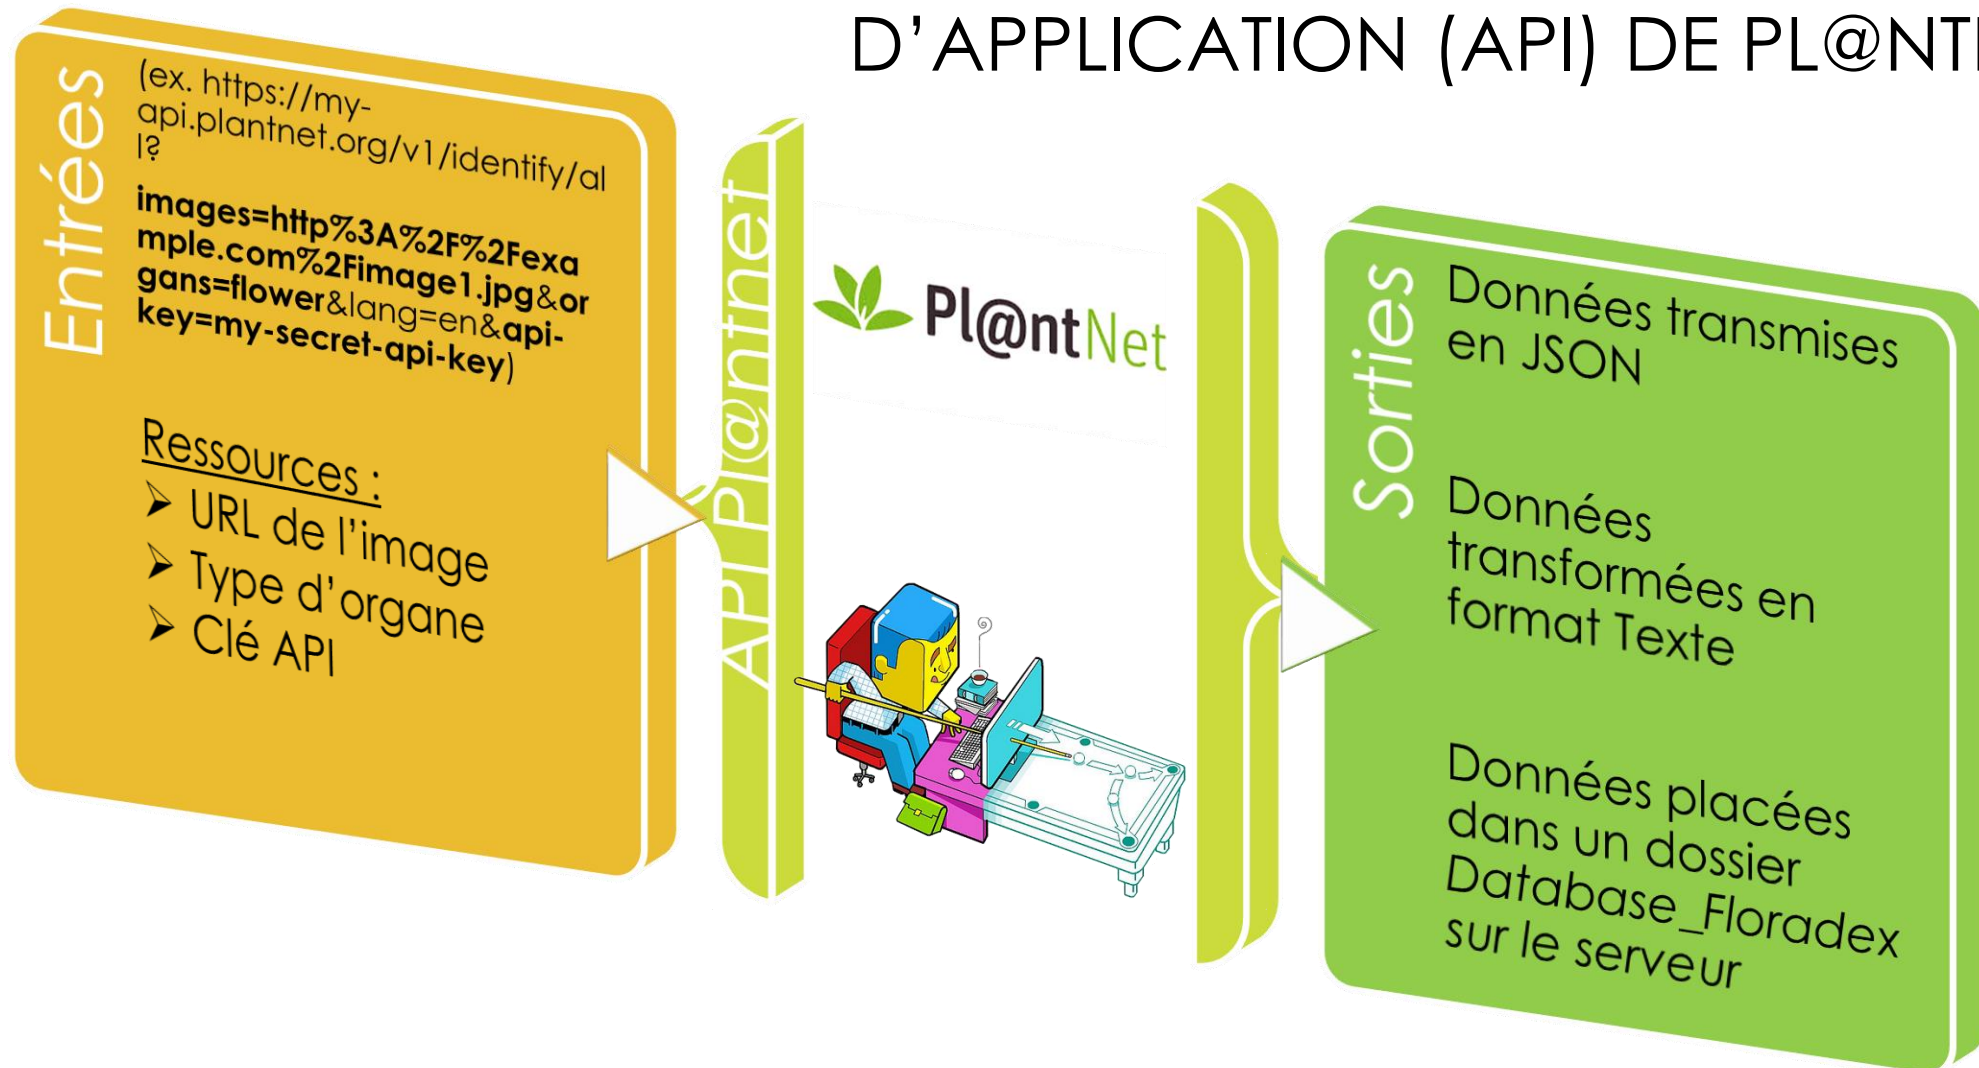 D’APPLICATION (API) DE PL@NT
Entrées
(ex. https://my-
api.plantnet.org/v1/identify/al
l?
images=http%3A%2F%2Fexa
mple.com%2Fimage1.jpg&or
gans=flower&lang=en&api-
key=my-secret-api-key)
Ressources :
➢ URL de l’image
➢ Type d’organe
➢ Clé API
API Pl@ntnet
Pl@ntNet
Sorties
Données transmises
en JSON
Données
transformées en
format Texte
Données placées
dans un dossier
Database_Floradex
sur le serveur